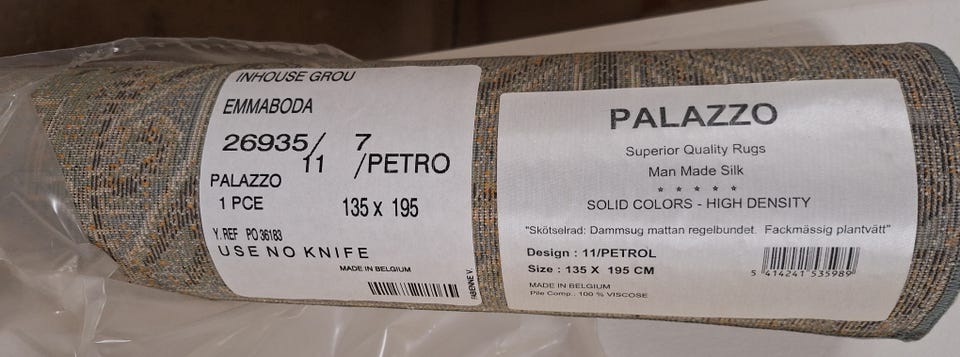 INHOUSE GROU
EMMABODA
26935/ 7
11 /PETRO
PALAZZO
1 PCE 135 x 195
Y. REF PO 36183
USE NO KNIFE
MADE IN BELGIUM
FABIENNE V.
PALAZZO
Superior Quality Rugs
Man Made Silk
* * * * *
SOLID COLORS - HIGH DENSITY
"Skötselrad: Dammsug mattan regelbundet. Fackmässig plantvätt"
Design : 11/PETROL
Size : 135 X 195 CM
5 414241 535989
MADE IN BELGIUM
Pile Comp.: 100 % VISCOSE